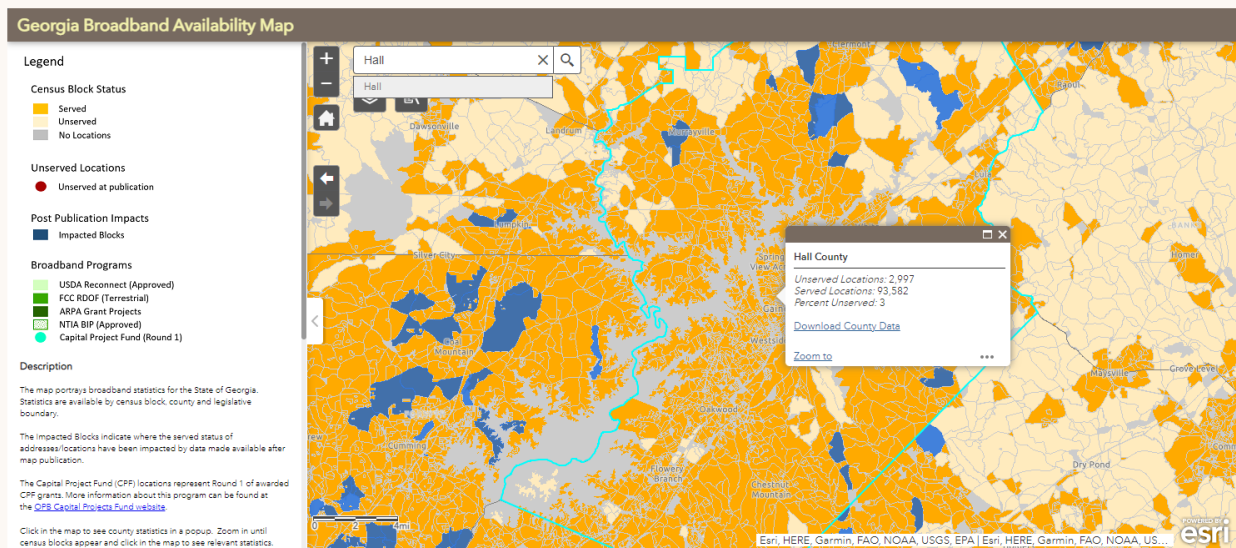 Georgia Broadband Availability Map
Legend
Census Block Status
Served
Unserved
No Locations
Unserved Locations
Unserved at publication
Post Publication Impacts
Impacted Blocks
Broadband Programs
USDA Reconnect (Approved)
FCC RDOF (Terrestrial)
ARPA Grant Projects
NTIA BIP (Approved)
Capital Project Fund (Round 1)
Description
The map portrays broadband statistics for the State of Georgia.
Statistics are available by census block, county and legislative
boundary.
The Impacted Blocks indicate where the served status of
addresses/locations have been impacted by data made available after
map publication.
The Capital Project Fund (CPF) locations represent Round 1 of awarded
CPF grants. More information about this program can be found at
the OPB Capital Projects Fund website.
Click in the map to see county statistics in a popup. Zoom in until
census blocks appear and click in the map to see relevant statistics.
+
−
Hall
Hall
Clermont
Raoul
Dawsonville
Landrum
Murrayville
Lula
Lumpkin
Silver City
Homer
Spring
View Ac
Gain
Westside
Hall County
Unserved Locations: 2,997
Served Locations: 93,582
Percent Unserved: 3
Download County Data
Zoom to
Coal
Mountain
Maysville
Grove Level
Oakwood
rew
Cumming
Flowery
Branch
Dry Pond
Com
Chestnut
Mountain
0 2 4mi
Esri, HERE, Garmin, FAO, NOAA, USGS, EPA | Esri, HERE, Garmin, FAO, NOAA, US...
POWERED BY
esri